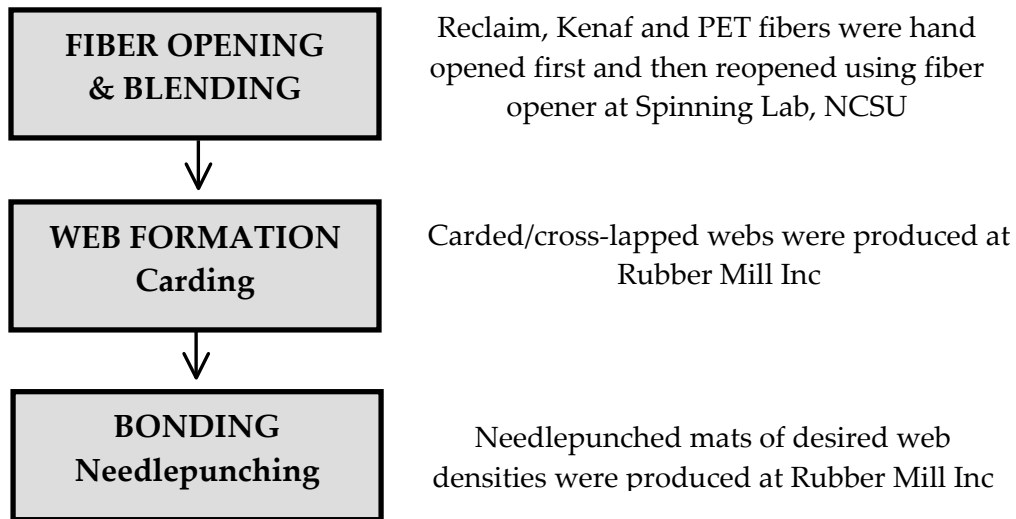 FIBER OPENING
& BLENDING
Reclaim, Kenaf and PET fibers were hand
opened first and then reopened using fiber
opener at Spinning Lab, NCSU
WEB FORMATION
Carding
Carded/cross-lapped webs were produced at
Rubber Mill Inc
BONDING
Needlepunching
Needlepunched mats of desired web
densities were produced at Rubber Mill Inc